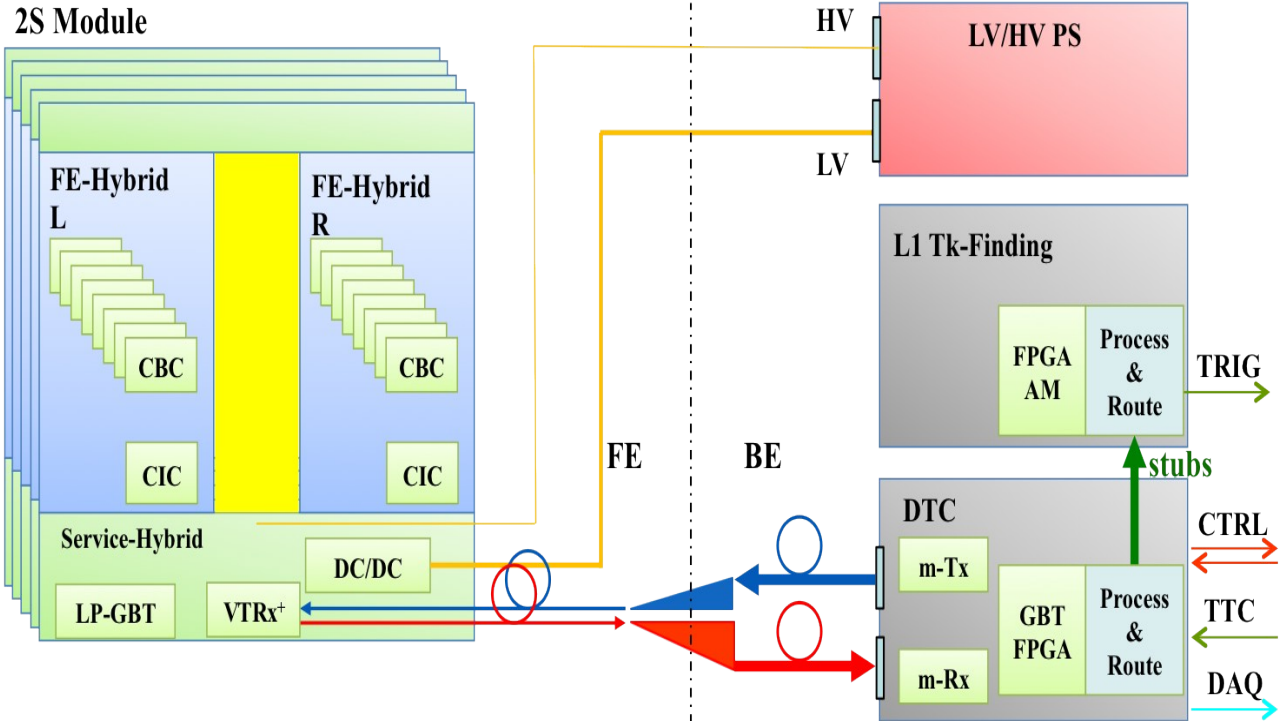 2S Module
HV
LV/HV PS
LV
FE-Hybrid
L
FE-Hybrid
R
L1 Tk-Finding
CBC
CBC
FPGA
AM
Process
&
Route
TRIG
CIC
CIC
FE
BE
stubs
Service-Hybrid
DC/DC
LP-GBT
VTRx+
DTC
m-Tx
GBT
FPGA
Process
&
Route
m-Rx
CTRL
TTC
DAQ